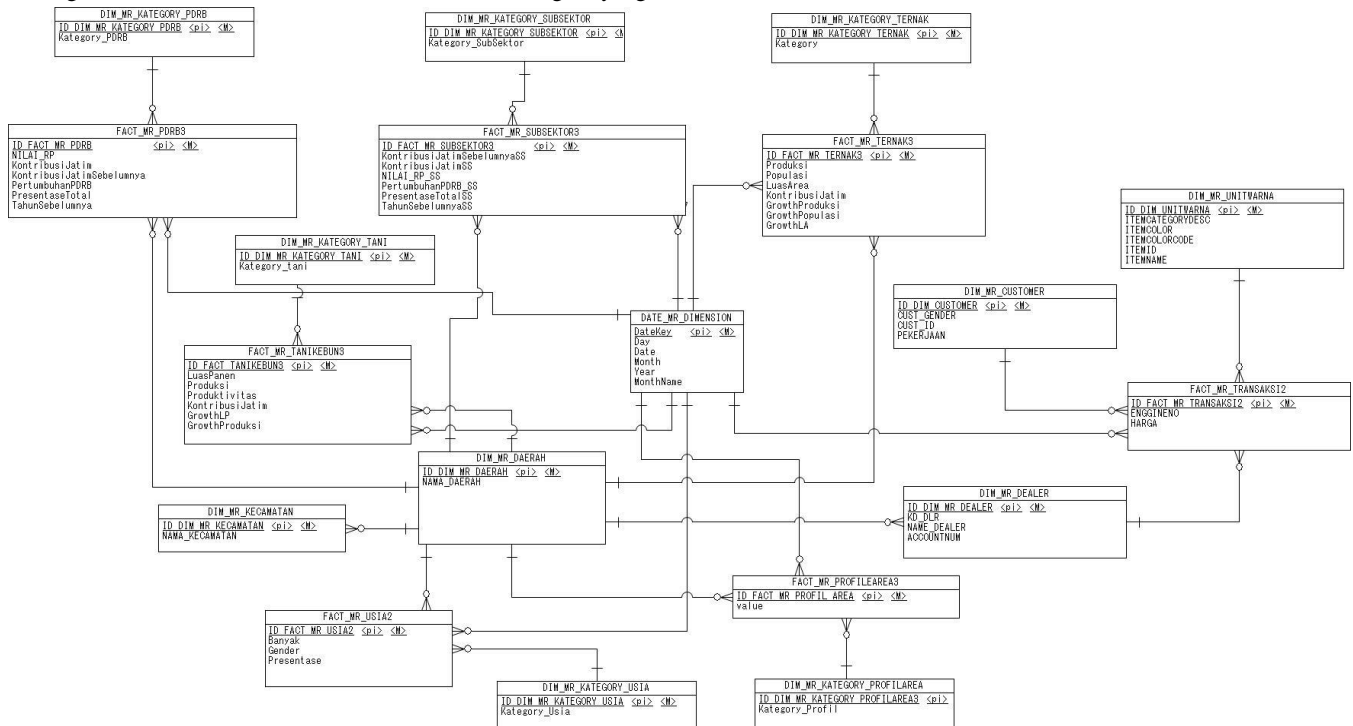 DIM_MR_KATEGORY_PDRB
ID_DIM_MR_KATEGORY_PDRB <pi> <M>
Kategory_PDRB
DIM_MR_KATEGORY_SUBSEKTOR
ID_DIM_MR_KATEGORY_SUBSEKTOR <pi> <M
Kategory_SubSektor
DIM_MR_KATEGORY_TERNAK
ID_DIM_MR_KATEGORY_TERNAK <pi> <M>
Kategory
FACT_MR_PDRB3
ID_FACT_MR_PDRB <pi> <M>
NILAI_RP
KontribusiJatim
KontribusiJatimSebelumnya
PertumbuhanPDRB
PresentaseTotal
TahunSebelumnya
FACT_MR_SUBSEKTOR3
ID_FACT_MR_SUBSEKTOR3 <pi> <M>
KontribusiJatimSebelumnyaSS
KontribusiJatimSS
NILAI_RP_SS
PertumbuhanPDRB_SS
PresentaseTotalSS
TahunSebelumnyaSS
FACT_MR_TERNAK3
ID_FACT_MR_TERNAK3 <pi> <M>
Produksi
Populasi
LuasArea
KontribusiJatim
GrowthProduksi
GrowthPopulasi
GrowthLA
DIM_MR_UNITWARNA
ID_DIM_UNITWARNA <pi> <M>
ITEMCATEGORYDESC
ITEMCOLOR
ITEMCOLORCODE
ITEMID
ITEMNAME
DIM_MR_KATEGORY_TANI
ID_DIM_MR_KATEGORY_TANI <pi> <M>
Kategory_tani
DIM_MR_CUSTOMER
ID_DIM_CUSTOMER <pi> <M>
CUST_GENDER
CUST_ID
PEKERJAAN
DATE_MR_DIMENSION
DateKey <pi> <M>
Day
Date
Month
Year
MonthName
FACT_MR_TANIKEBUN3
ID_FACT_TANIKEBUN3 <pi> <M>
LuasPanen
Produksi
Produktivitas
KontribusiJatim
GrowthLP
GrowthProduksi
FACT_MR_TRANSAKSI2
ID_FACT_MR_TRANSAKSI2 <pi> <M>
ENGGINENO
HARGA
DIM_MR_DAERAH
ID_DIM_MR_DAERAH <pi> <M>
NAMA_DAERAH
DIM_MR_DEALER
ID_DIM_MR_DEALER <pi> <M>
KD_DLR
NAME_DEALER
ACCOUNTNUM
DIM_MR_KECAMATAN
ID_DIM_MR_KECAMATAN <pi> <M>
NAMA_KECAMATAN
FACT_MR_PROFILEAREA3
ID_FACT_MR_PROFIL_AREA <pi> <M>
value
FACT_MR_USIA2
ID_FACT_MR_USIA2 <pi> <M>
Banyak
Gender
Presentase
DIM_MR_KATEGORY_USIA
ID_DIM_MR_KATEGORY_USIA <pi> <M>
Kategory_Usia
DIM_MR_KATEGORY_PROFILAREA
ID_DIM_MR_KATEGORY_PROFILAREA3 <pi>
Kategory_Profil